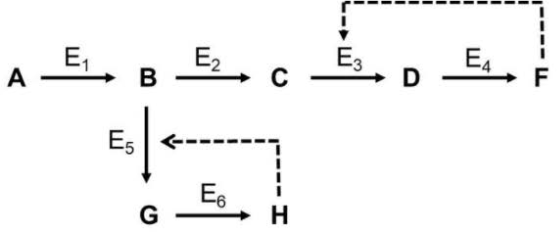 E₁ E₂ E₃ E₄
A B C D F
E₅
E₆
G H